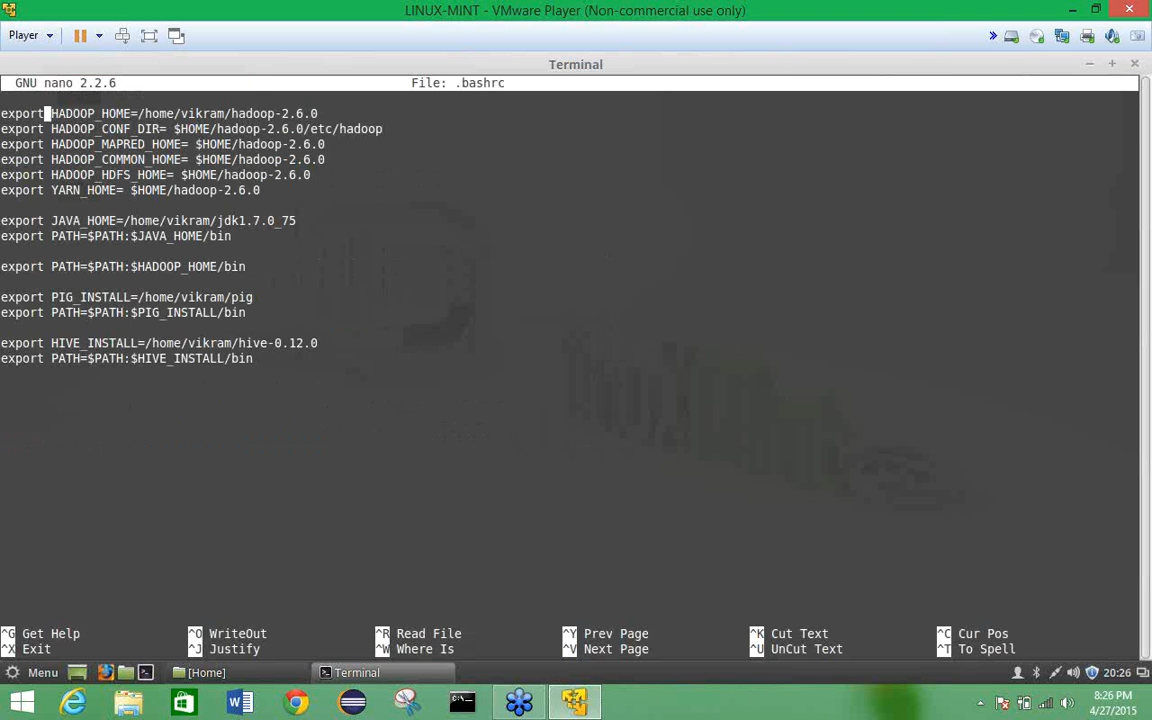 LINUX-MINT - VMware Player (Non-commercial use only)
Player
Terminal
GNU nano 2.2.6 File: .bashrc
export HADOOP_HOME=/home/vikram/hadoop-2.6.0
export HADOOP_CONF_DIR= $HOME/hadoop-2.6.0/etc/hadoop
export HADOOP_MAPRED_HOME= $HOME/hadoop-2.6.0
export HADOOP_COMMON_HOME= $HOME/hadoop-2.6.0
export HADOOP_HDFS_HOME= $HOME/hadoop-2.6.0
export YARN_HOME= $HOME/hadoop-2.6.0
export JAVA_HOME=/home/vikram/jdk1.7.0_75
export PATH=$PATH:$JAVA_HOME/bin
export PATH=$PATH:$HADOOP_HOME/bin
export PIG_INSTALL=/home/vikram/pig
export PATH=$PATH:$PIG_INSTALL/bin
export HIVE_INSTALL=/home/vikram/hive-0.12.0
export PATH=$PATH:$HIVE_INSTALL/bin
^G Get Help ^O WriteOut ^R Read File ^Y Prev Page ^K Cut Text ^C Cur Pos
^X Exit ^J Justify ^W Where Is ^V Next Page ^U UnCut Text ^T To Spell
Menu [Home] Terminal 20:26
8:26 PM
4/27/2015